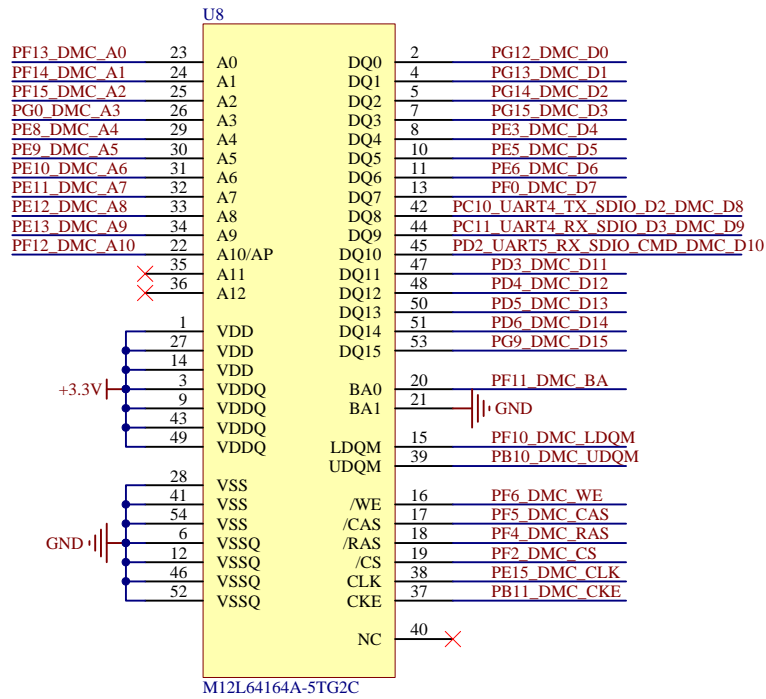 U8
PF13_DMC_A0 23 A0 DQ0 2 PG12_DMC_D0
PF14_DMC_A1 24 A1 DQ1 4 PG13_DMC_D1
PF15_DMC_A2 25 A2 DQ2 5 PG14_DMC_D2
PG0_DMC_A3 26 A3 DQ3 7 PG15_DMC_D3
PE8_DMC_A4 29 A4 DQ4 8 PE3_DMC_D4
PE9_DMC_A5 30 A5 DQ5 10 PE5_DMC_D5
PE10_DMC_A6 31 A6 DQ6 11 PE6_DMC_D6
PE11_DMC_A7 32 A7 DQ7 13 PF0_DMC_D7
PE12_DMC_A8 33 A8 DQ8 42 PC10_UART4_TX_SDIO_D2_DMC_D8
PE13_DMC_A9 34 A9 DQ9 44 PC11_UART4_RX_SDIO_D3_DMC_D9
PF12_DMC_A10 22 A10/AP DQ10 45 PD2_UART5_RX_SDIO_CMD_DMC_D10
35 A11 DQ11 47 PD3_DMC_D11
36 A12 DQ12 48 PD4_DMC_D12
DQ13 50 PD5_DMC_D13
1 VDD DQ14 51 PD6_DMC_D14
27 VDD DQ15 53 PG9_DMC_D15
14 VDD
+3.3V 3 VDDQ BA0 20 PF11_DMC_BA
9 VDDQ BA1 21 GND
43 VDDQ
49 VDDQ LDQM 15 PF10_DMC_LDQM
UDQM 39 PB10_DMC_UDQM
28 VSS
41 VSS /WE 16 PF6_DMC_WE
54 VSS /CAS 17 PF5_DMC_CAS
GND 6 VSSQ /RAS 18 PF4_DMC_RAS
12 VSSQ /CS 19 PF2_DMC_CS
46 VSSQ CLK 38 PE15_DMC_CLK
52 VSSQ CKE 37 PB11_DMC_CKE
NC 40
M12L64164A-5TG2C